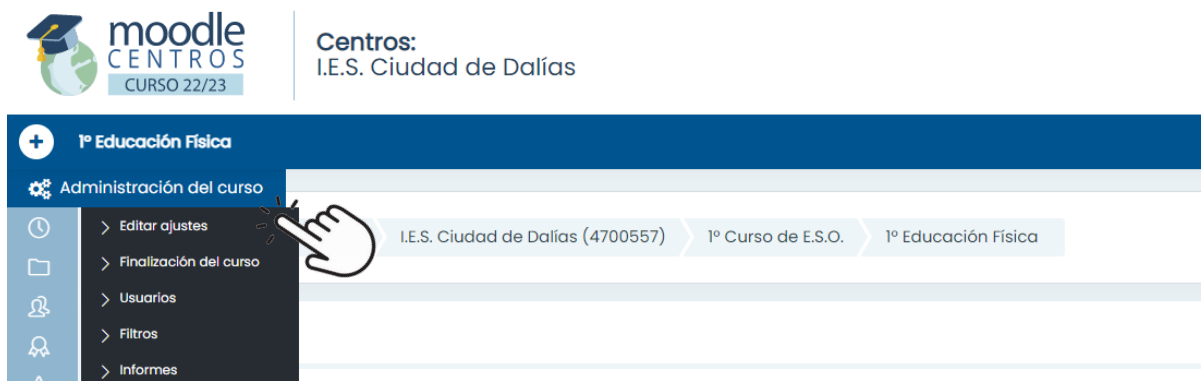 moodle
CENTROS
CURSO 22/23
Centros:
I.E.S. Ciudad de Dalías
1º Educación Física
Administración del curso
Editar ajustes
I.E.S. Ciudad de Dalías (4700557) 1º Curso de E.S.O. 1º Educación Física
Finalización del curso
Usuarios
Filtros
Informes